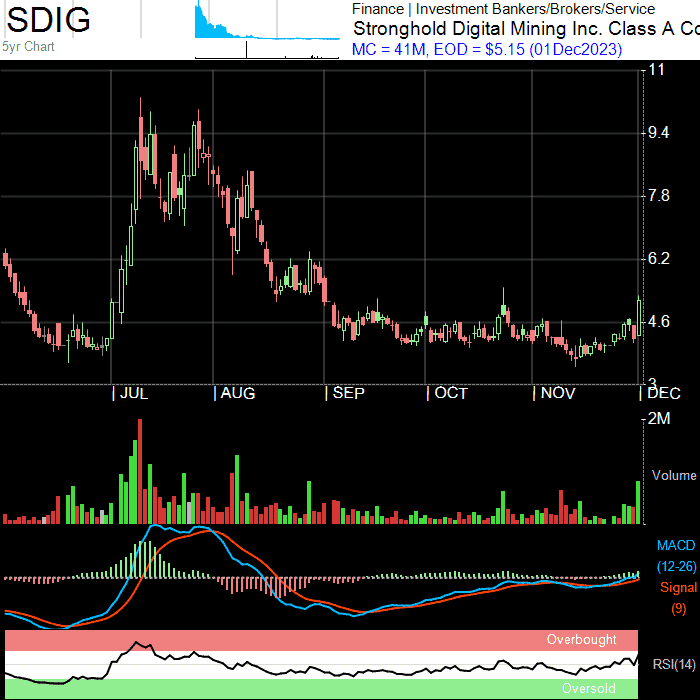 SDIG
5yr Chart
Finance | Investment Bankers/Brokers/Service
Stronghold Digital Mining Inc. Class A Co
MC = 41M, EOD = $5.15 (01Dec2023)
11
9.4
7.8
6.2
4.6
3
JUL AUG SEP OCT NOV DEC
2M
Volume
MACD
(12-26)
Signal
(9)
Overbought
RSI(14)
Oversold